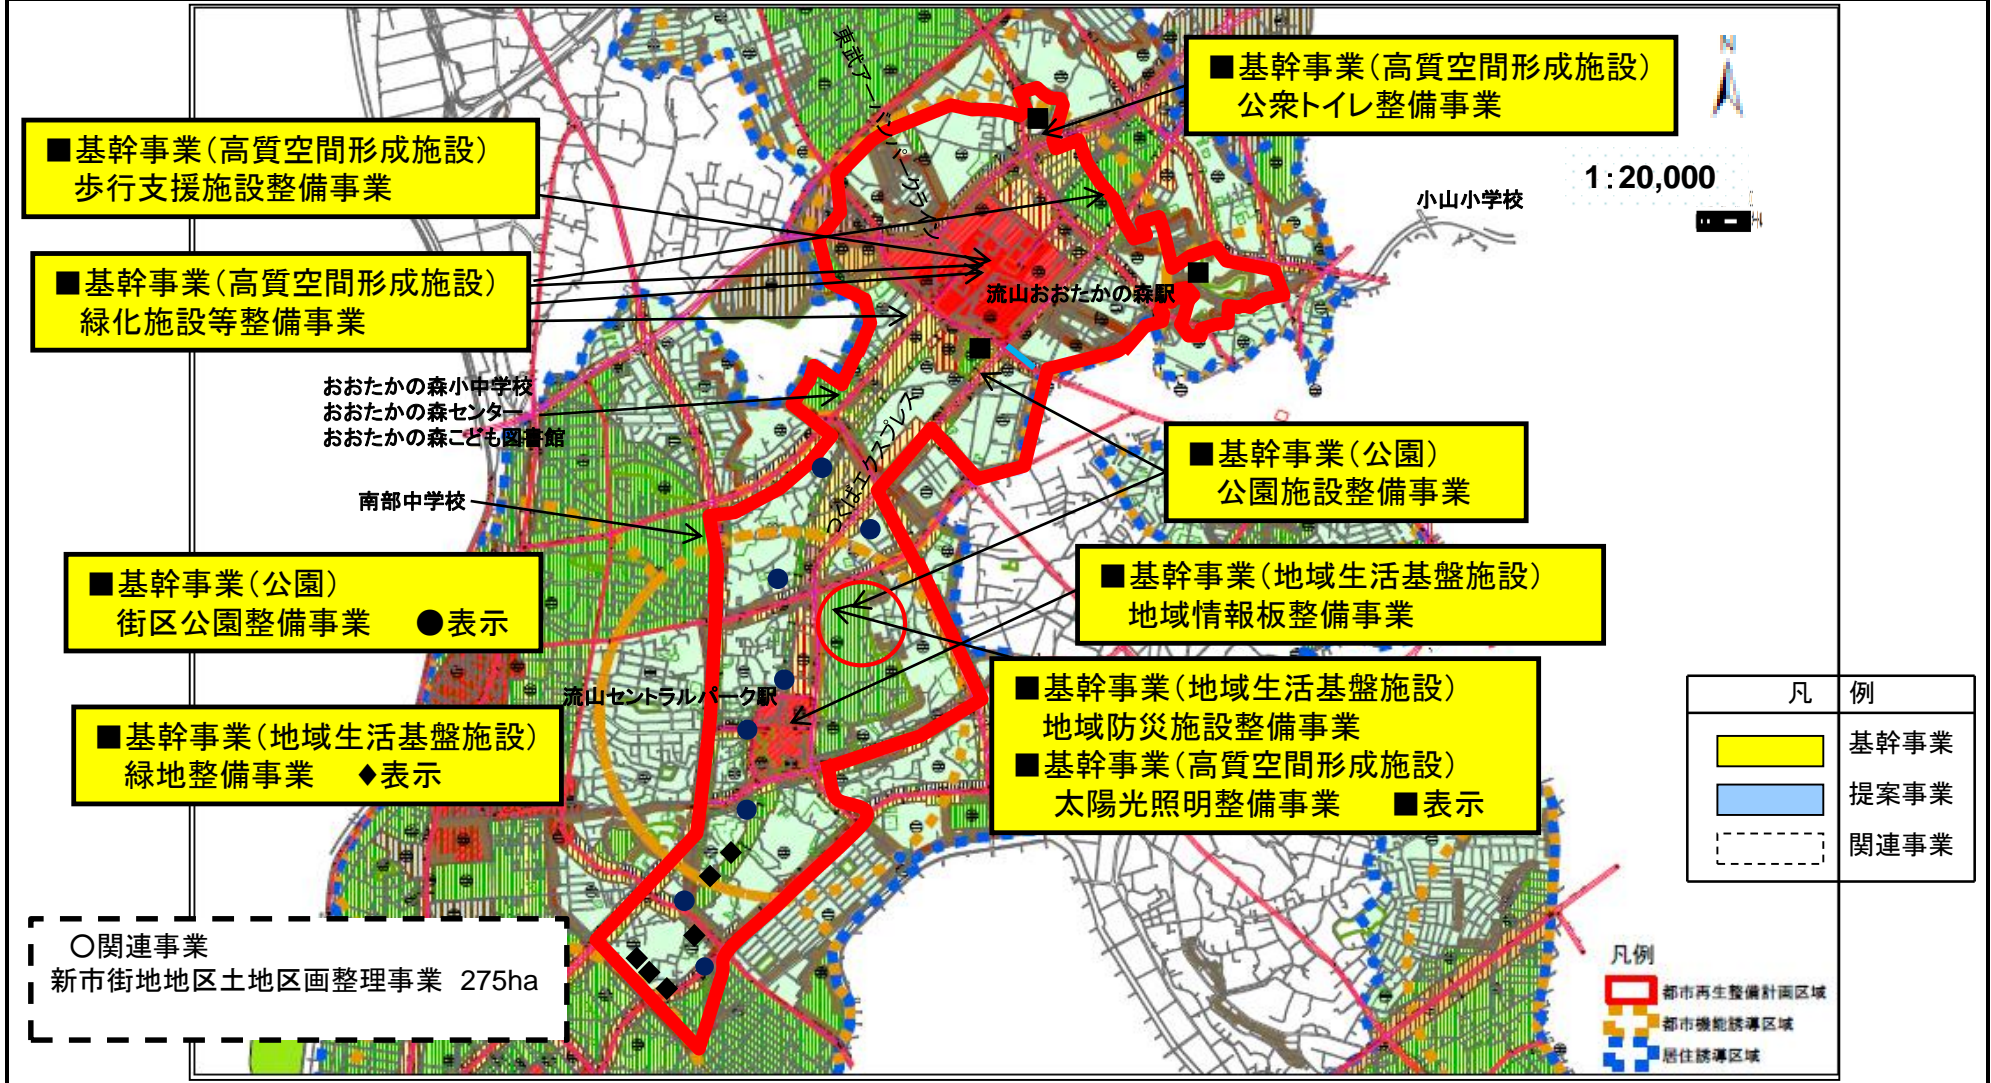 ■基幹事業(高質空間形成施設)
公衆トイレ整備事業
N
1:20,000
■基幹事業(高質空間形成施設)
歩行支援施設整備事業
■基幹事業(高質空間形成施設)
緑化施設等整備事業
東武アーバンパークライン
小山小学校
流山おおたかの森駅
おおたかの森小中学校
おおたかの森センター
おおたかの森こども図書館
つくばエクスプレス
南部中学校
■基幹事業(公園)
公園施設整備事業
■基幹事業(公園)
街区公園整備事業 ●表示
■基幹事業(地域生活基盤施設)
地域情報板整備事業
流山セントラルパーク駅
■基幹事業(地域生活基盤施設)
地域防災施設整備事業
■基幹事業(高質空間形成施設)
太陽光照明整備事業 ■表示
■基幹事業(地域生活基盤施設)
緑地整備事業 ◆表示
凡 例
基幹事業
提案事業
関連事業
○関連事業
新市街地地区土地区画整理事業 275ha
凡例
都市再生整備計画区域
都市機能誘導区域
居住誘導区域